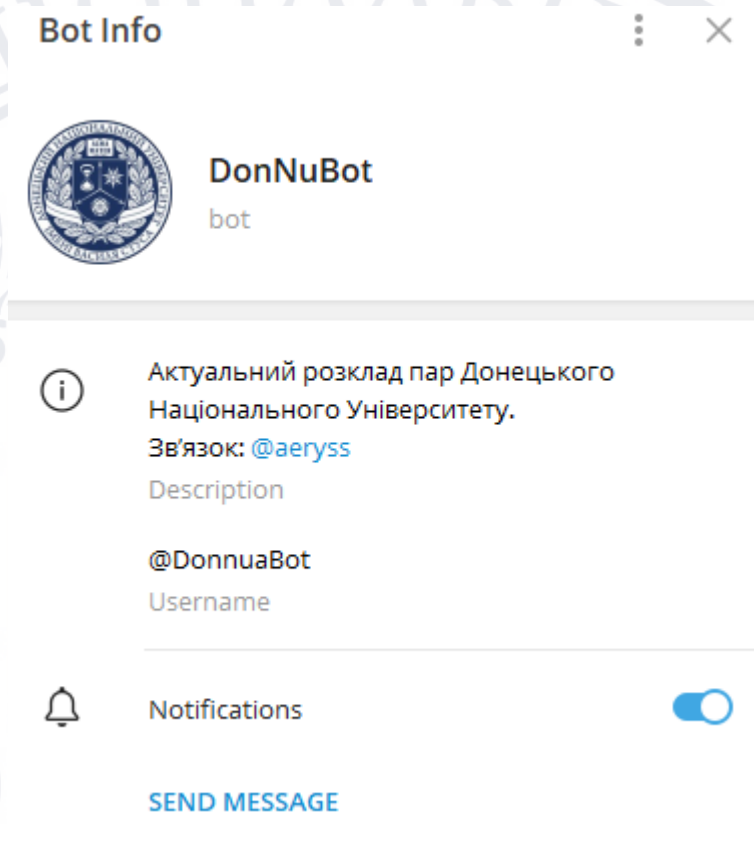 Bot Info
DonNuBot
bot
Актуальний розклад пар Донецького
Національного Університету.
Зв'язок: @aeryss
Description
@DonnuaBot
Username
Notifications
SEND MESSAGE